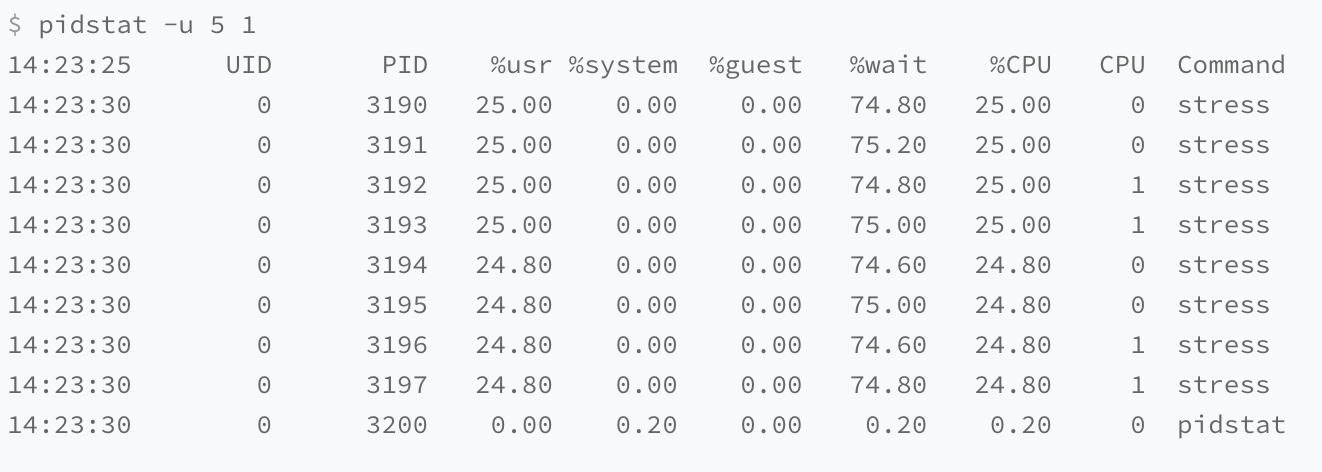 $ pidstat -u 5 1
14:23:25      UID       PID    %usr %system  %guest   %wait    %CPU   CPU  Command
14:23:30        0      3190   25.00    0.00    0.00   74.80   25.00     0  stress
14:23:30        0      3191   25.00    0.00    0.00   75.20   25.00     0  stress
14:23:30        0      3192   25.00    0.00    0.00   74.80   25.00     1  stress
14:23:30        0      3193   25.00    0.00    0.00   75.00   25.00     1  stress
14:23:30        0      3194   24.80    0.00    0.00   74.60   24.80     0  stress
14:23:30        0      3195   24.80    0.00    0.00   75.00   24.80     0  stress
14:23:30        0      3196   24.80    0.00    0.00   74.60   24.80     1  stress
14:23:30        0      3197   24.80    0.00    0.00   74.80   24.80     1  stress
14:23:30        0      3200    0.00    0.20    0.00    0.20    0.20     0  pidstat